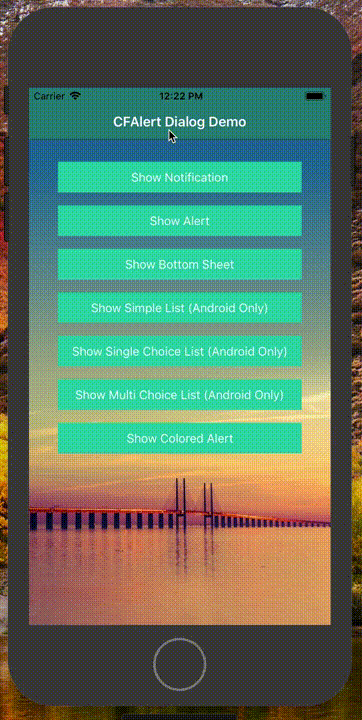 Carrier 12:22 PM
CFAlert Dialog Demo
Show Notification
Show Alert
Show Bottom Sheet
Show Simple List (Android Only)
Show Single Choice List (Android Only)
Show Multi Choice List (Android Only)
Show Colored Alert